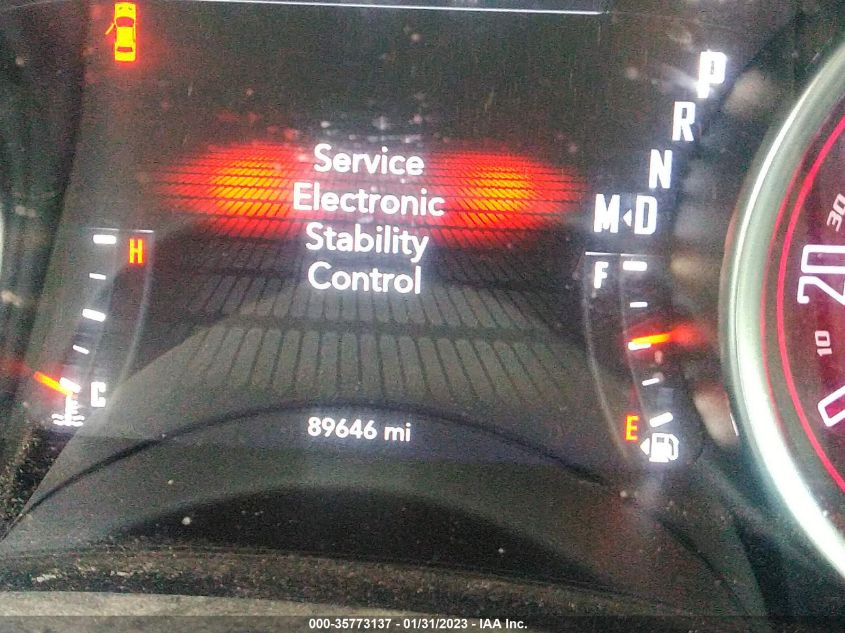 Service
Electronic
Stability
Control
P
R
N
M◄D
H
C
F
E
89646 mi
10
20
30
000-35773137 - 01/31/2023 - IAA Inc.